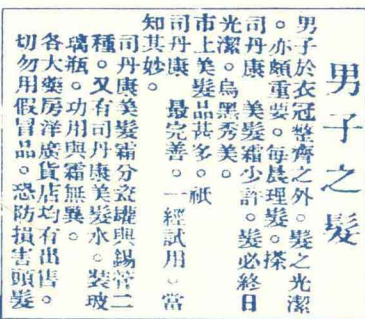 男子之髮
男子於衣冠整齊之外。髮之光潔
。亦頗重要。每晨理髮。搽
司丹康 美髮霜少許。髮必終日
光潔。烏黑秀美。
市上美髮品甚多。祇
司丹康 最完善。一經試用。當
知其妙。
司丹康美髮霜分瓷罐與錫管二
種。又有司丹康美髮水。裝玻
璃瓶。功用與霜無異。
各大藥房洋廣貨店均有出售。
切勿用假冒品。恐防損害頭髮